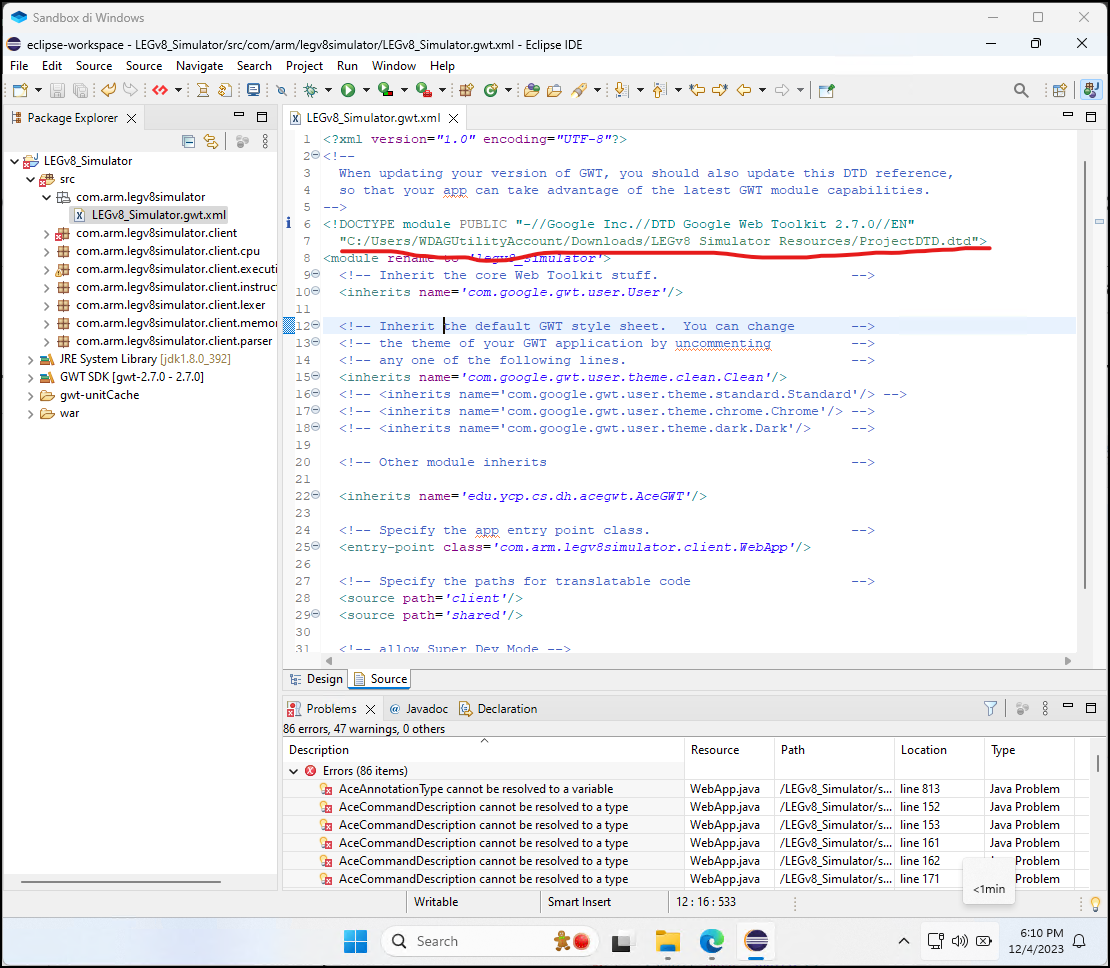 Sandbox di Windows
eclipse-workspace - LEGv8_Simulator/src/com/arm/legv8simulator/LEGv8_Simulator.gwt.xml - Eclipse IDE
File Edit Source Source Navigate Search Project Run Window Help
Package Explorer
LEGv8_Simulator
src
com.arm.legv8simulator
LEGv8_Simulator.gwt.xml
com.arm.legv8simulator.client
com.arm.legv8simulator.client.cpu
com.arm.legv8simulator.client.executi
com.arm.legv8simulator.client.instruc
com.arm.legv8simulator.client.lexer
com.arm.legv8simulator.client.memo
com.arm.legv8simulator.client.parser
JRE System Library [jdk1.8.0_392]
GWT SDK [gwt-2.7.0 - 2.7.0]
gwt-unitCache
war
LEGv8_Simulator.gwt.xml
1 <?xml version="1.0" encoding="UTF-8"?>
2 <!--
3 When updating your version of GWT, you should also update this DTD reference,
4 so that your app can take advantage of the latest GWT module capabilities.
5 -->
6 <!DOCTYPE module PUBLIC "-//Google Inc.//DTD Google Web Toolkit 2.7.0//EN"
7 "C:/Users/WDAGUtilityAccount/Downloads/LEGv8 Simulator Resources/ProjectDTD.dtd">
8 <module rename-to='legv8_simulator'>
9 <!-- Inherit the core Web Toolkit stuff. -->
10 <inherits name='com.google.gwt.user.User'/>
11
12 <!-- Inherit the default GWT style sheet. You can change -->
13 <!-- the theme of your GWT application by uncommenting -->
14 <!-- any one of the following lines. -->
15 <inherits name='com.google.gwt.user.theme.clean.Clean'/>
16 <!-- <inherits name='com.google.gwt.user.theme.standard.Standard'/> -->
17 <!-- <inherits name='com.google.gwt.user.theme.chrome.Chrome'/> -->
18 <!-- <inherits name='com.google.gwt.user.theme.dark.Dark'/> -->
19
20 <!-- Other module inherits -->
21
22 <inherits name='edu.ycp.cs.dh.acegwt.AceGWT'/>
23
24 <!-- Specify the app entry point class. -->
25 <entry-point class='com.arm.legv8simulator.client.WebApp'/>
26
27 <!-- Specify the paths for translatable code -->
28 <source path='client'/>
29 <source path='shared'/>
30
31 <!-- allow Super Dev Mode -->
Design Source
Problems Javadoc Declaration
86 errors, 47 warnings, 0 others
Description Resource Path Location Type
Errors (86 items)
AceAnnotationType cannot be resolved to a variable WebApp.java /LEGv8_Simulator/s... line 813 Java Problem
AceCommandDescription cannot be resolved to a type WebApp.java /LEGv8_Simulator/s... line 152 Java Problem
AceCommandDescription cannot be resolved to a type WebApp.java /LEGv8_Simulator/s... line 153 Java Problem
AceCommandDescription cannot be resolved to a type WebApp.java /LEGv8_Simulator/s... line 161 Java Problem
AceCommandDescription cannot be resolved to a type WebApp.java /LEGv8_Simulator/s... line 162 Problem
AceCommandDescription cannot be resolved to a type WebApp.java /LEGv8_Simulator/s... line 171 Problem
<1min
Writable Smart Insert 12 : 16 : 533
Search
6:10 PM
12/4/2023